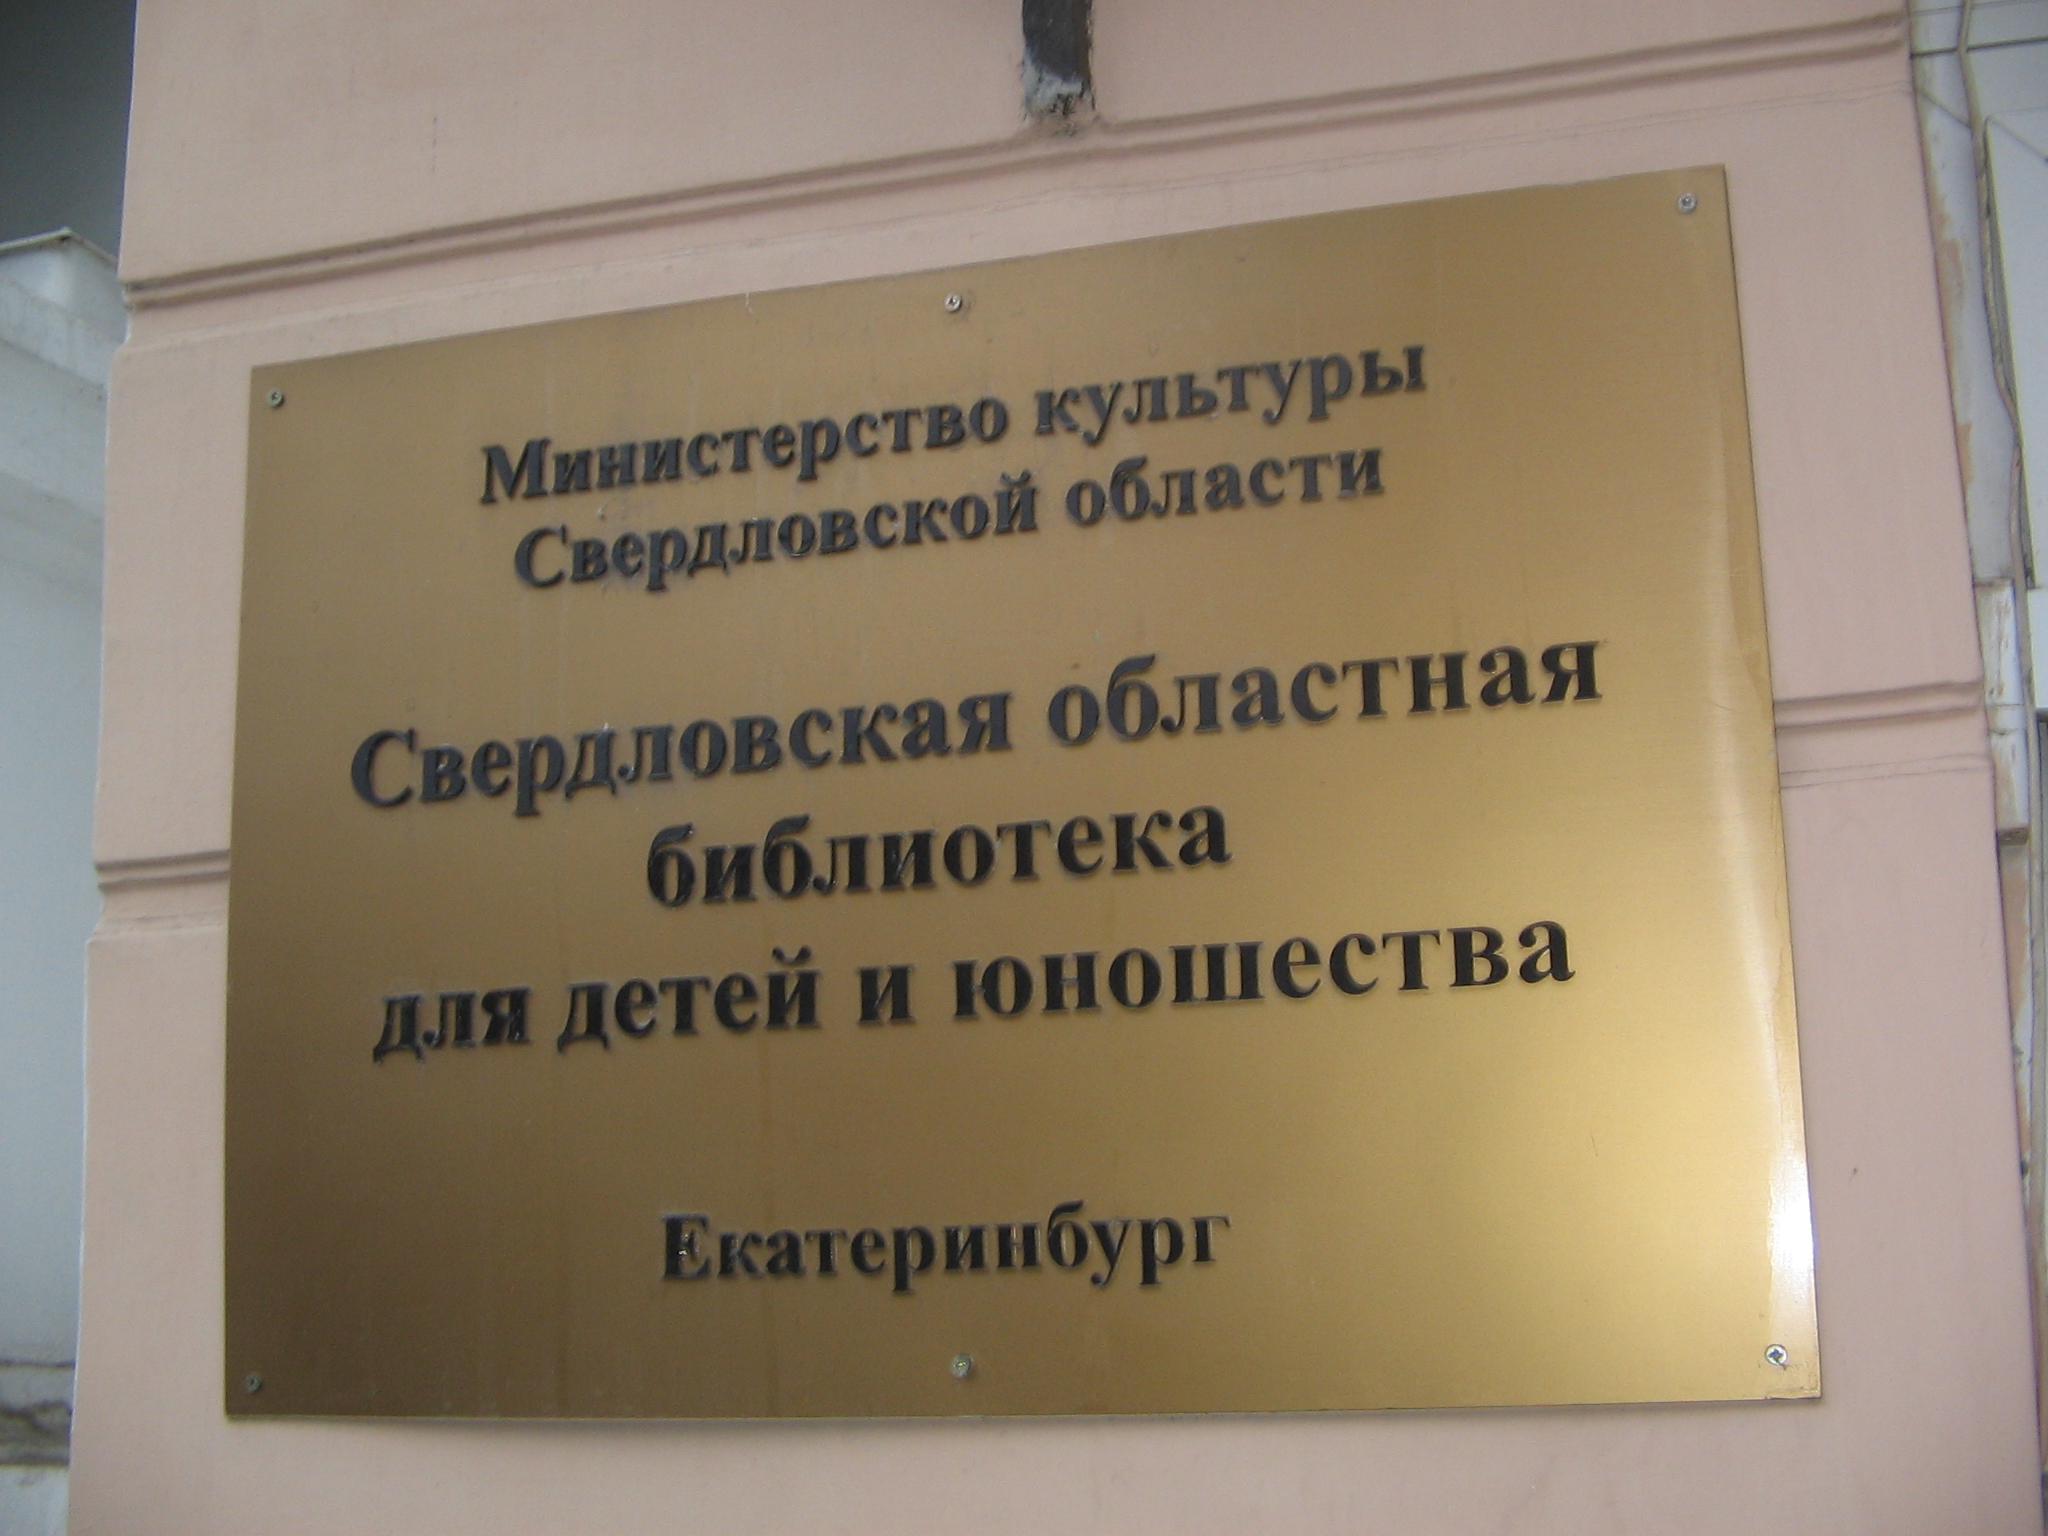 Министерство культуры
Свердловской области
Свердловская областная
библиотека
для детей и юношества
Екатеринбург